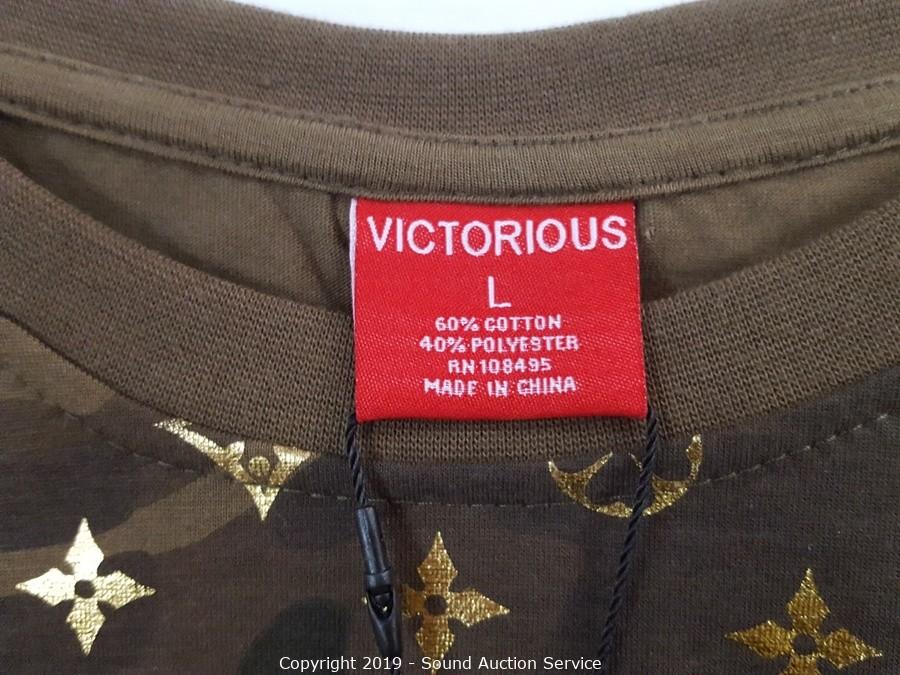 VICTORIOUS
L
60% COTTON
40% POLYESTER
RN 108495
MADE IN CHINA
Copyright 2019 - Sound Auction Service